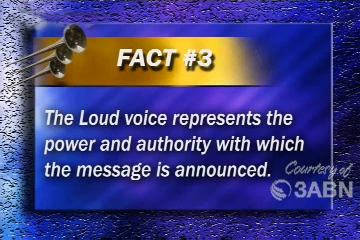 FACT #3
The Loud voice represents the
power and authority with which
the message is announced.
Courtesy of
3ABN